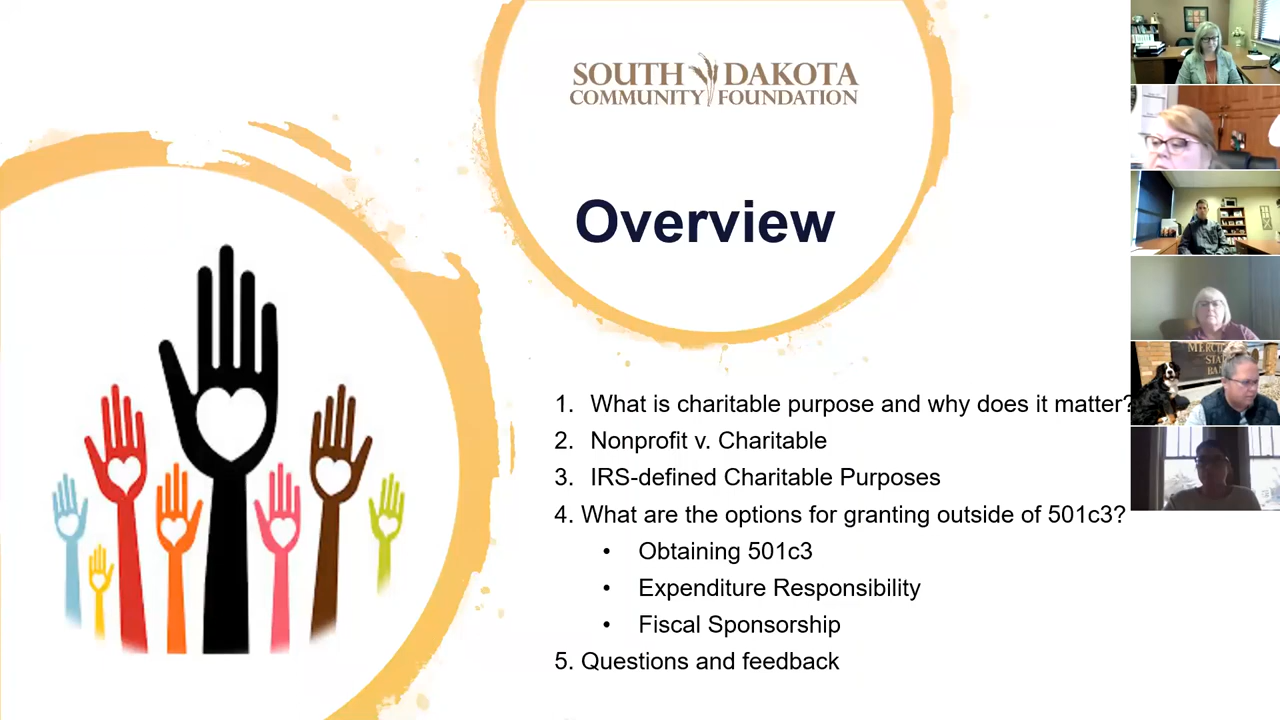 SOUTH DAKOTA
COMMUNITY FOUNDATION
Overview
1. What is charitable purpose and why does it matter?
2. Nonprofit v. Charitable
3. IRS-defined Charitable Purposes
4. What are the options for granting outside of 501c3?
• Obtaining 501c3
• Expenditure Responsibility
• Fiscal Sponsorship
5. Questions and feedback